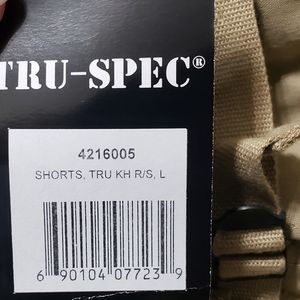 TRU-SPEC®
4216005
SHORTS, TRU KH R/S, L
6 90104 07723 9